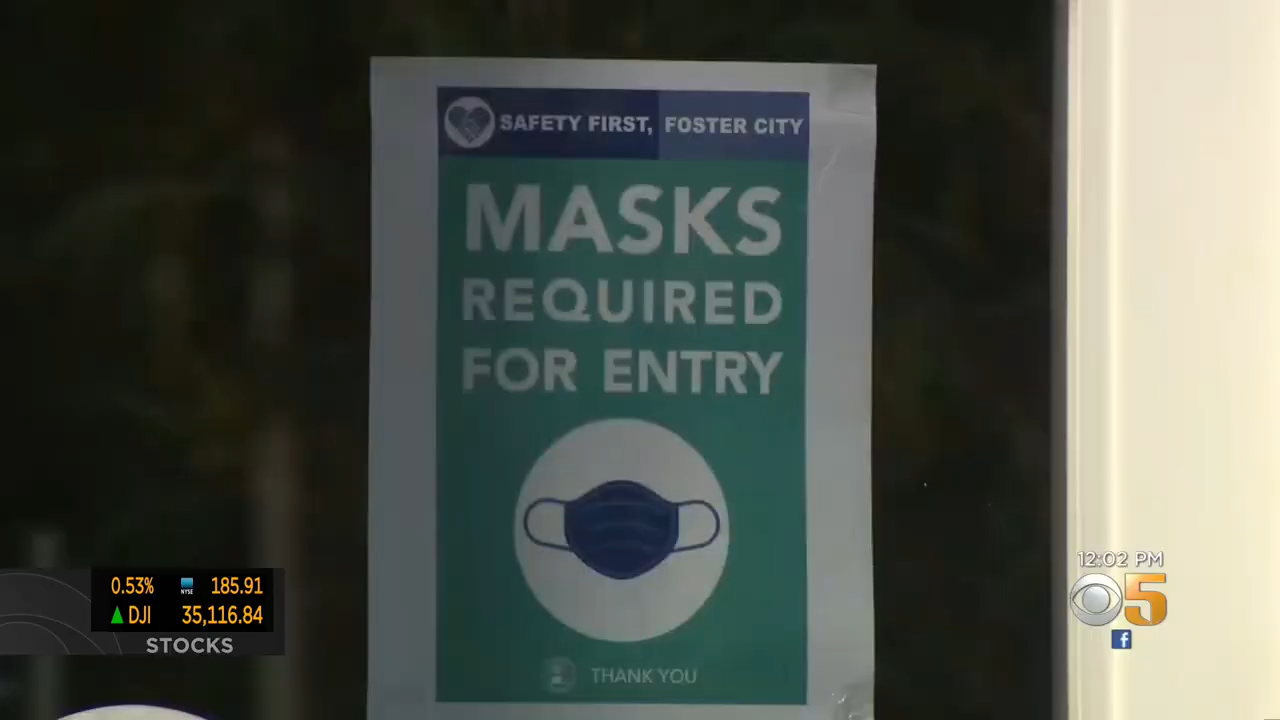 SAFETY FIRST, FOSTER CITY
MASKS
REQUIRED
FOR ENTRY
THANK YOU
0.53% NYSE 185.91
DJI 35,116.84
STOCKS
12:02 PM
5
f